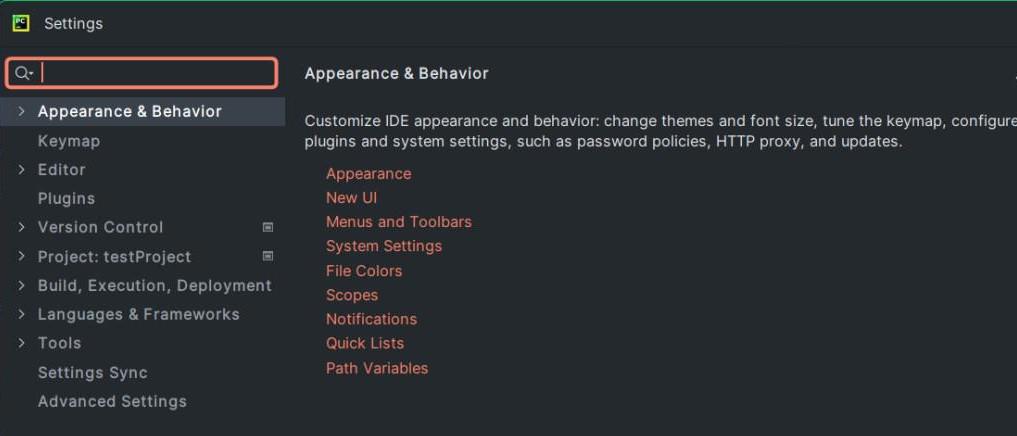 PC
Settings
Appearance & Behavior
Keymap
Editor
Plugins
Version Control
Project: testProject
Build, Execution, Deployment
Languages & Frameworks
Tools
Settings Sync
Advanced Settings
Appearance & Behavior
Customize IDE appearance and behavior: change themes and font size, tune the keymap, configure
plugins and system settings, such as password policies, HTTP proxy, and updates.
Appearance
New UI
Menus and Toolbars
System Settings
File Colors
Scopes
Notifications
Quick Lists
Path Variables